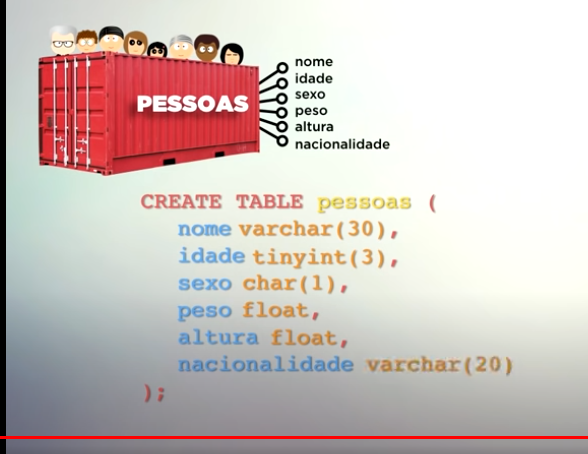 PESSOAS
nome
idade
sexo
peso
altura
nacionalidade
CREATE TABLE pessoas (
nome varchar(30),
idade tinyint(3),
sexo char(1),
peso float,
altura float,
nacionalidade varchar(20)
);